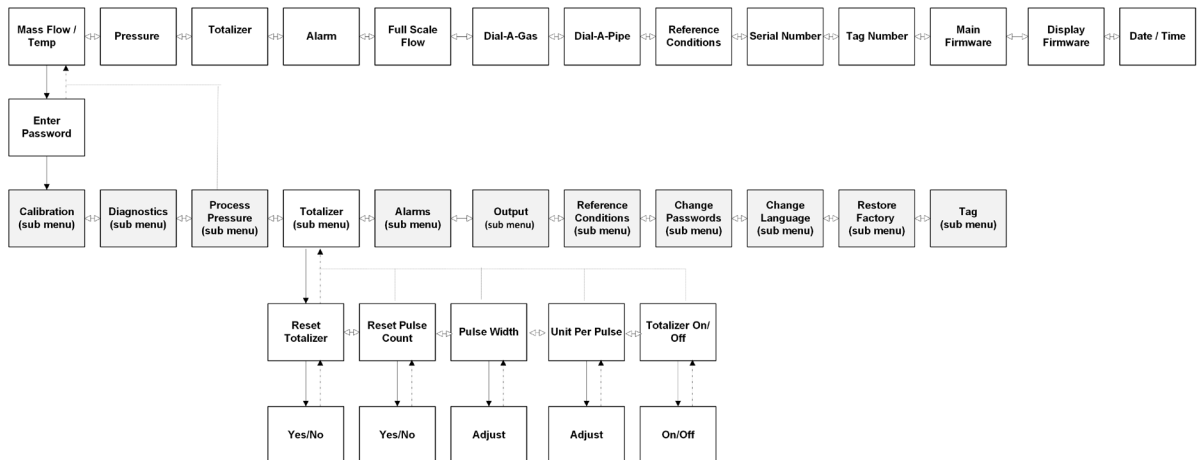 Mass Flow /
Temp
Pressure
Totalizer
Alarm
Full Scale
Flow
Dial-A-Gas
Dial-A-Pipe
Reference
Conditions
Serial Number
Tag Number
Main
Firmware
Display
Firmware
Date / Time
Enter
Password
Calibration
(sub menu)
Diagnostics
(sub menu)
Process
Pressure
(sub menu)
Totalizer
(sub menu)
Alarms
(sub menu)
Output
(sub menu)
Reference
Conditions
(sub menu)
Change
Passwords
(sub menu)
Change
Language
(sub menu)
Restore
Factory
(sub menu)
Tag
(sub menu)
Reset
Totalizer
Reset Pulse
Count
Pulse Width
Unit Per Pulse
Totalizer On/
Off
Yes/No
Yes/No
Adjust
Adjust
On/Off